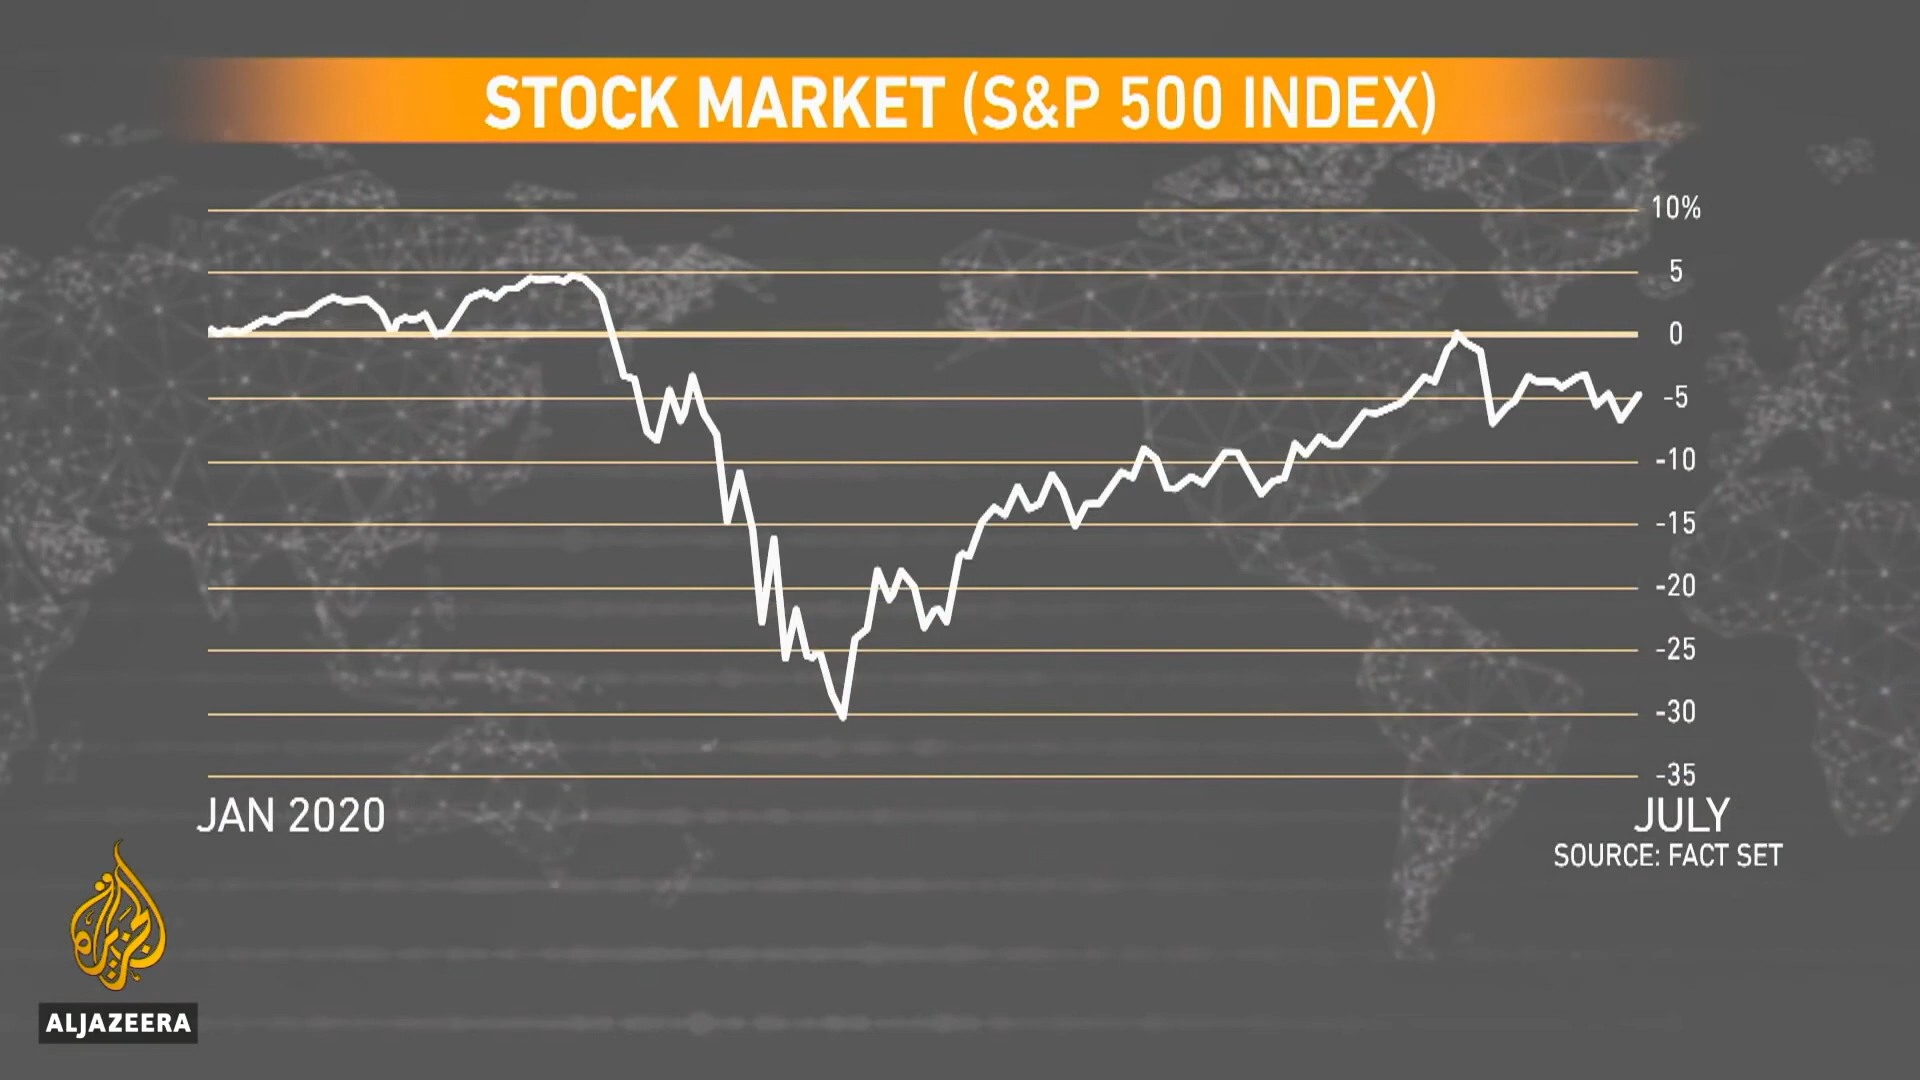 STOCK MARKET (S&P 500 INDEX)
10%
5
0
-5
-10
-15
-20
-25
-30
-35
JAN 2020
JULY
SOURCE: FACT SET
الجزيرة
ALJAZEERA